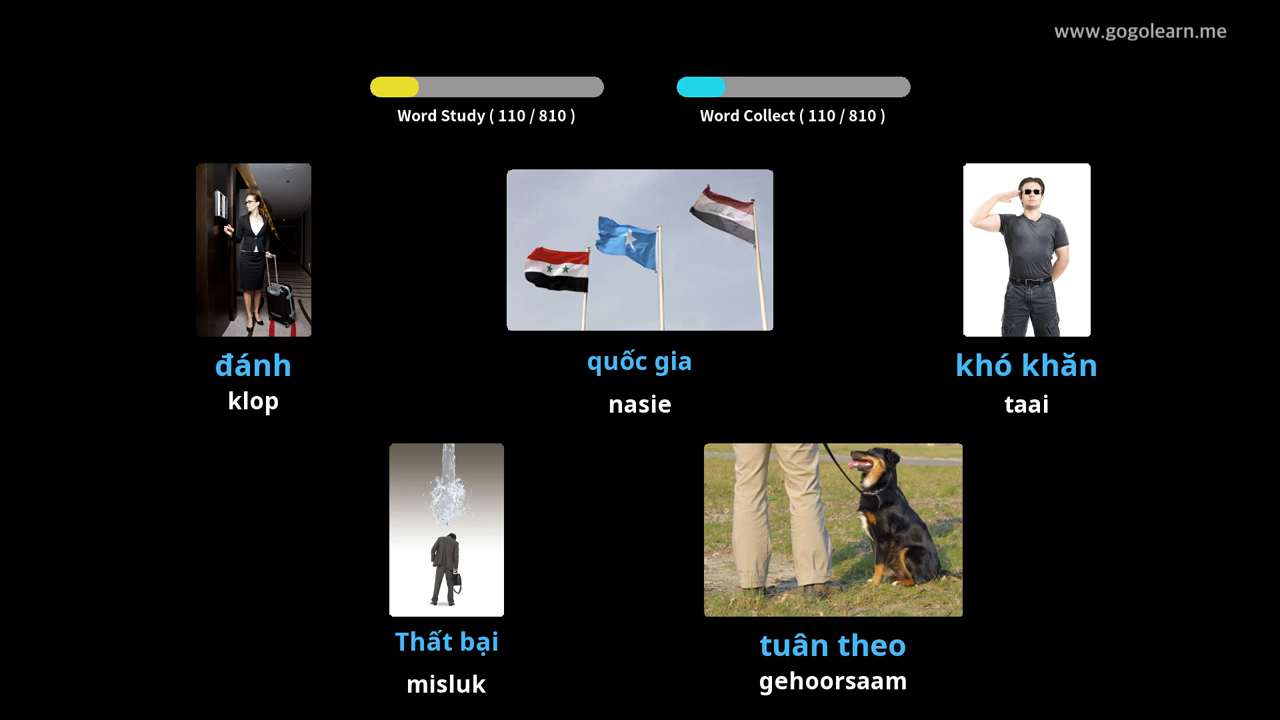 www.gogolearn.me
Word Study ( 110 / 810 )
Word Collect ( 110 / 810 )
đánh
klop
quốc gia
nasie
khó khăn
taai
Thất bại
misluk
tuân theo
gehoorsaam